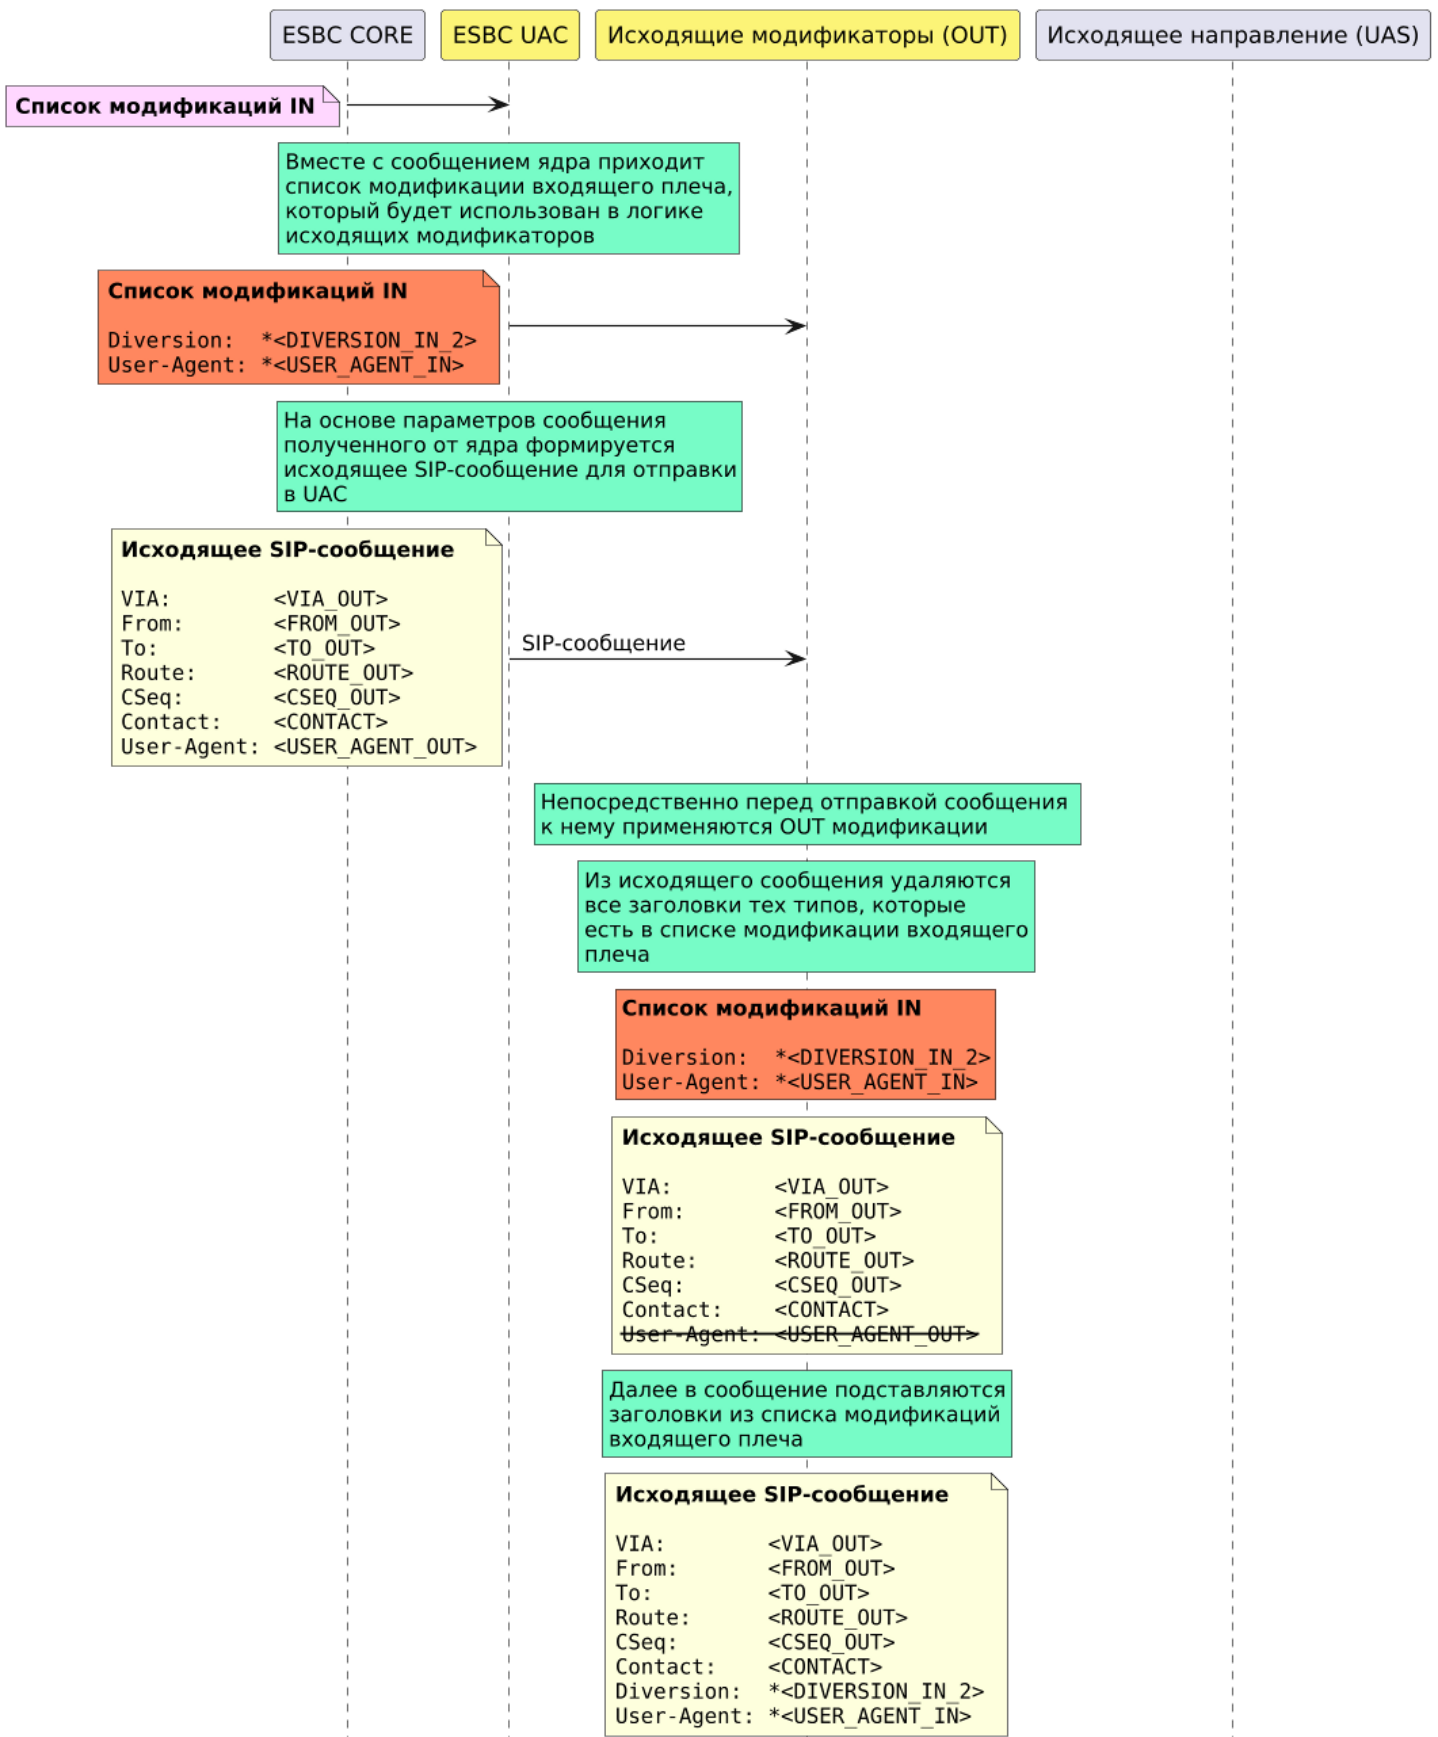 ESBC CORE
ESBC UAC
Исходящие модификаторы (OUT)
Исходящее направление (UAS)
Список модификаций IN
Вместе с сообщением ядра приходит
список модификации входящего плеча,
который будет использован в логике
исходящих модификаторов
Список модификаций IN
Diversion:  *<DIVERSION_IN_2>
User-Agent: *<USER_AGENT_IN>
На основе параметров сообщения
полученного от ядра формируется
исходящее SIP-сообщение для отправки
в UAC
Исходящее SIP-сообщение
VIA:        <VIA_OUT>
From:       <FROM_OUT>
To:         <TO_OUT>
Route:      <ROUTE_OUT>
CSeq:       <CSEQ_OUT>
Contact:    <CONTACT>
User-Agent: <USER_AGENT_OUT>
SIP-сообщение
Непосредственно перед отправкой сообщения
к нему применяются OUT модификации
Из исходящего сообщения удаляются
все заголовки тех типов, которые
есть в списке модификации входящего
плеча
Список модификаций IN
Diversion:  *<DIVERSION_IN_2>
User-Agent: *<USER_AGENT_IN>
Исходящее SIP-сообщение
VIA:        <VIA_OUT>
From:       <FROM_OUT>
To:         <TO_OUT>
Route:      <ROUTE_OUT>
CSeq:       <CSEQ_OUT>
Contact:    <CONTACT>
User-Agent: <USER_AGENT_OUT>
Далее в сообщение подставляются
заголовки из списка модификаций
входящего плеча
Исходящее SIP-сообщение
VIA:        <VIA_OUT>
From:       <FROM_OUT>
To:         <TO_OUT>
Route:      <ROUTE_OUT>
CSeq:       <CSEQ_OUT>
Contact:    <CONTACT>
Diversion:  *<DIVERSION_IN_2>
User-Agent: *<USER_AGENT_IN>